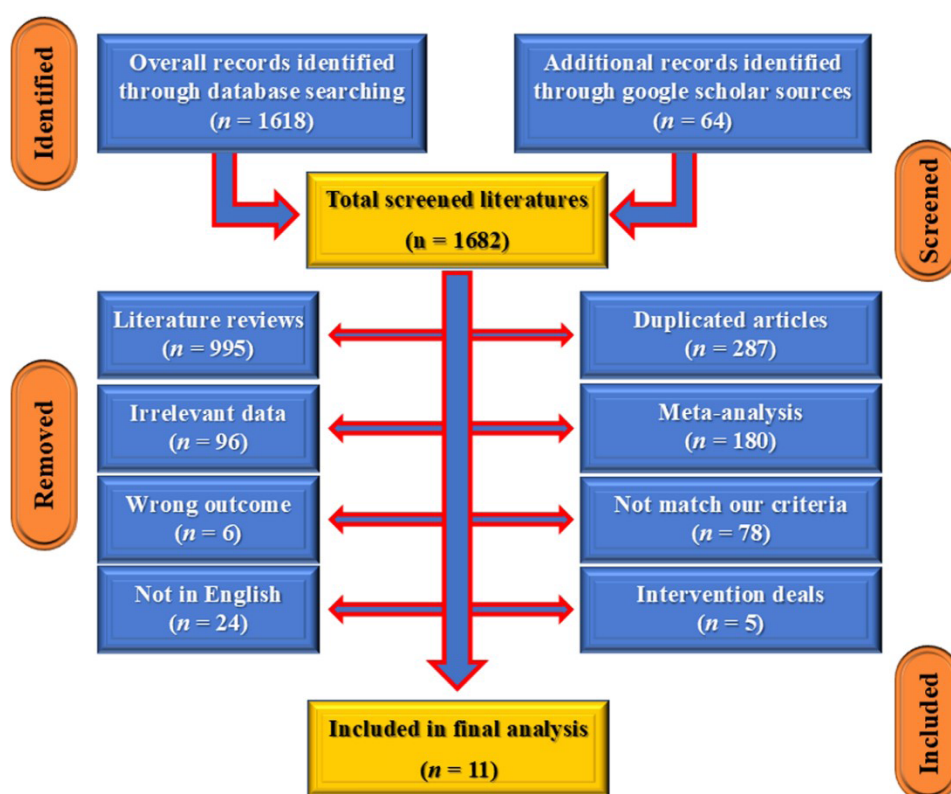 Identified
Overall records identified
through database searching
(n = 1618)
Additional records identified
through google scholar sources
(n = 64)
Screened
Total screened literatures
(n = 1682)
Removed
Literature reviews
(n = 995)
Duplicated articles
(n = 287)
Irrelevant data
(n = 96)
Meta-analysis
(n = 180)
Wrong outcome
(n = 6)
Not match our criteria
(n = 78)
Not in English
(n = 24)
Intervention deals
(n = 5)
Included
Included in final analysis
(n = 11)